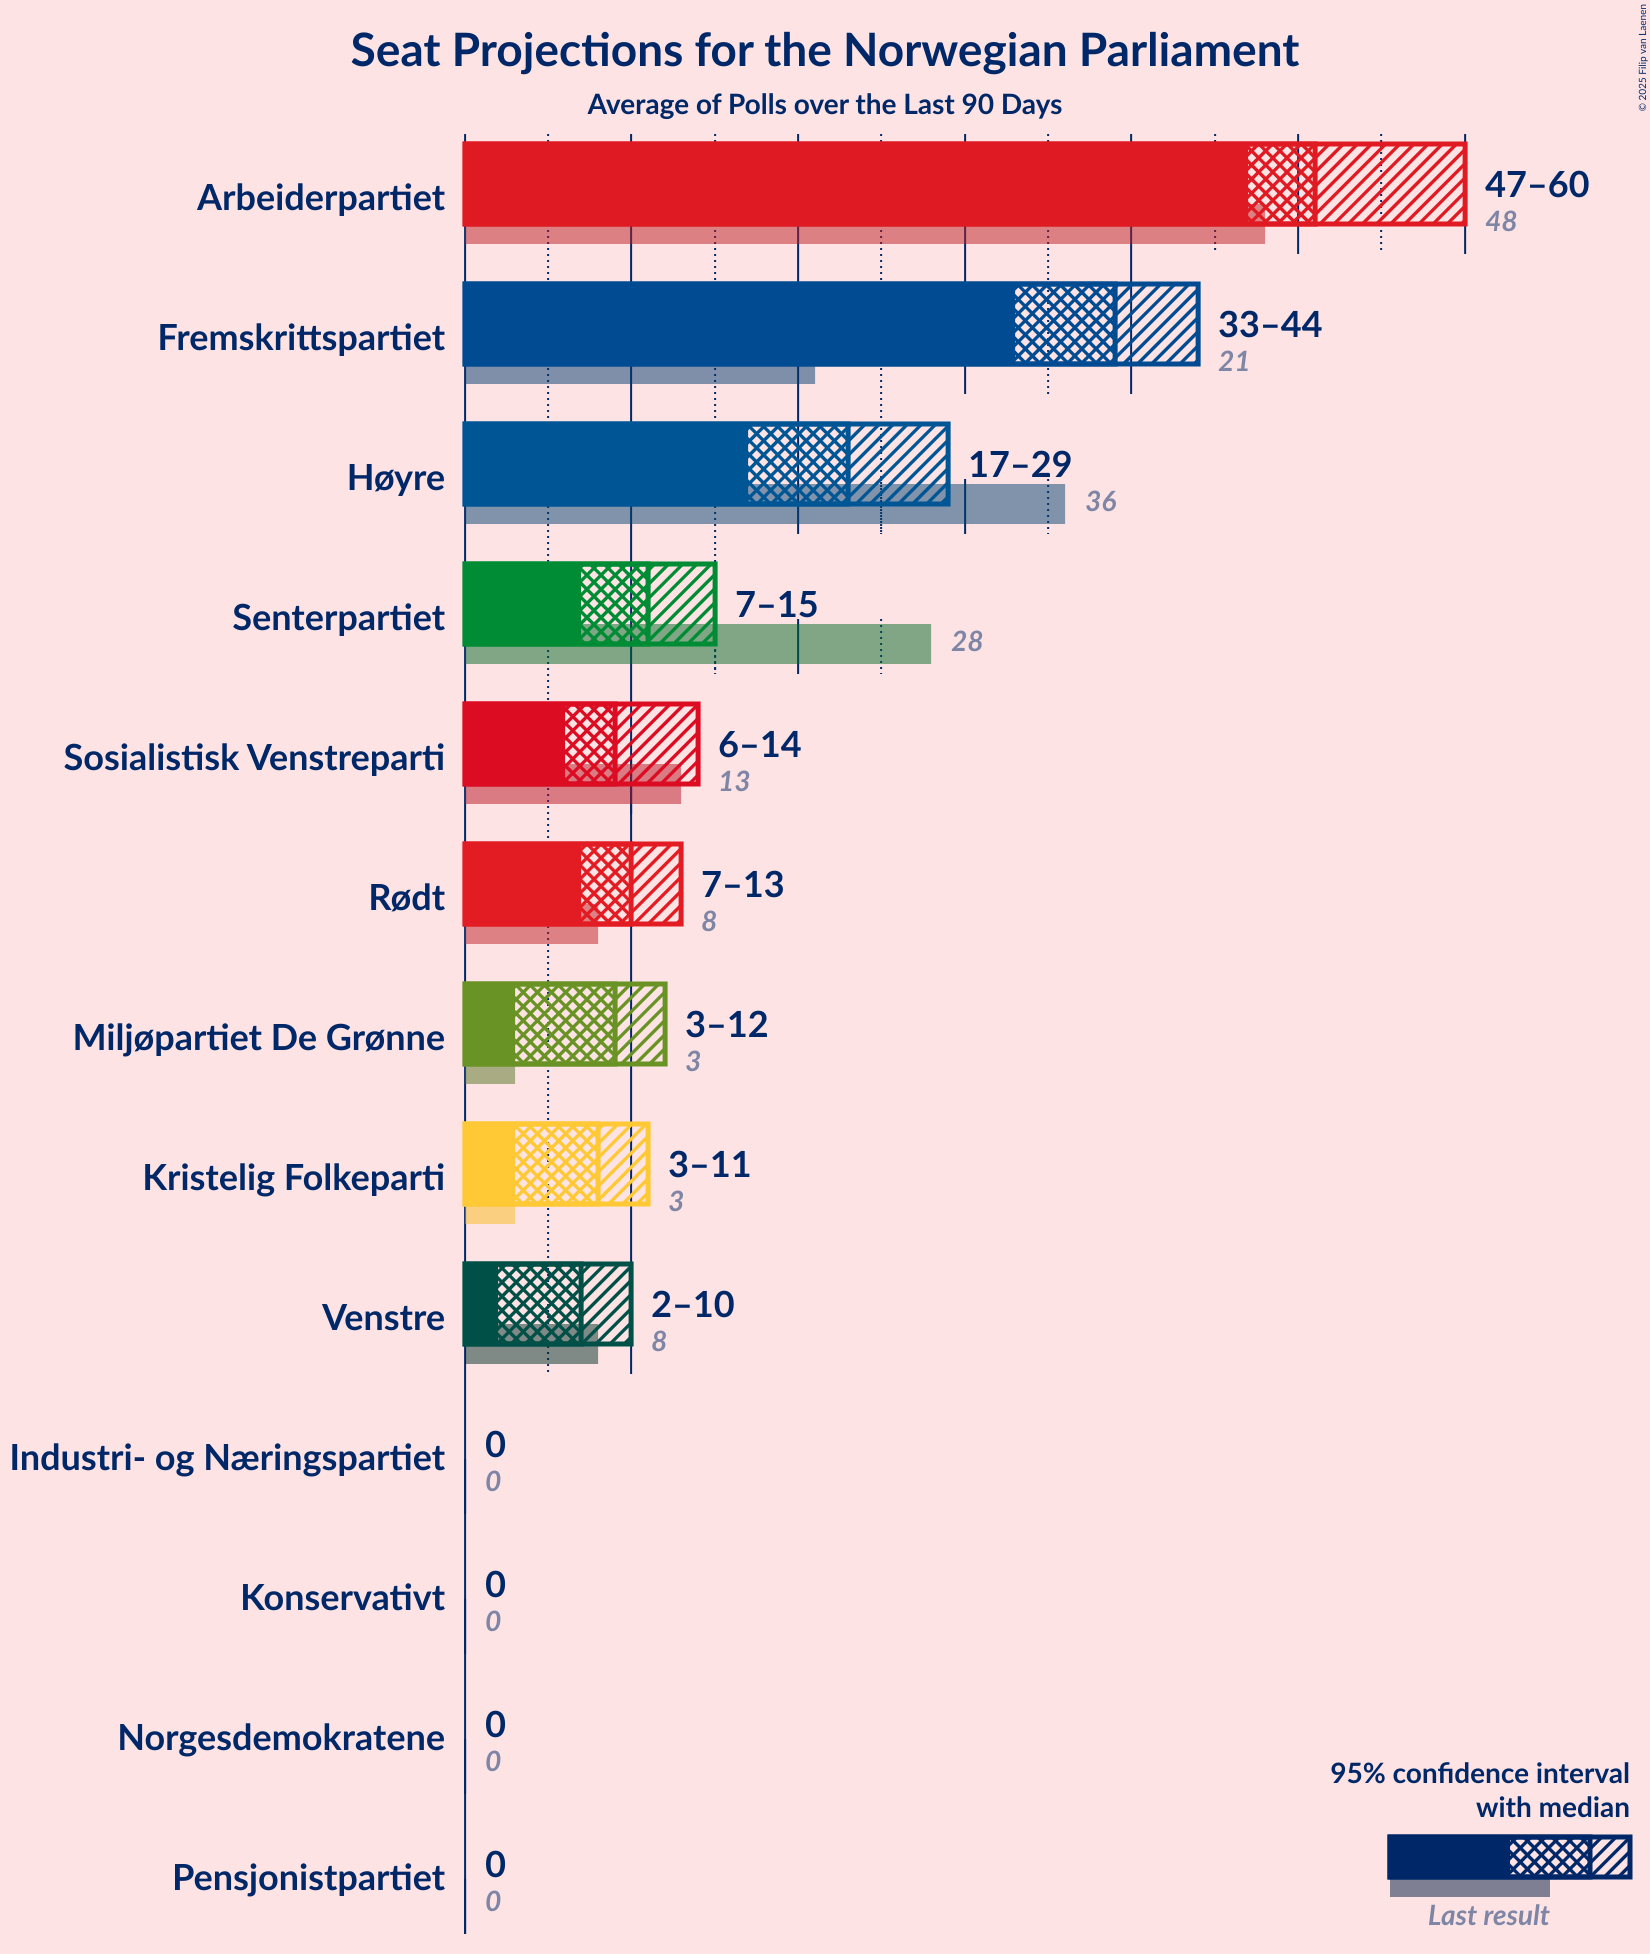 Seat Projections for the Norwegian Parliament
Average of Polls over the Last 90 Days
© 2025 Filip van Laenen
Arbeiderpartiet
47–60
48
Fremskrittspartiet
33–44
21
Høyre
17–29
36
Senterpartiet
7–15
28
Sosialistisk Venstreparti
6–14
13
Rødt
7–13
8
Miljøpartiet De Grønne
3–12
3
Kristelig Folkeparti
3–11
3
Venstre
2–10
8
Industri- og Næringspartiet
0
0
Konservativt
0
0
Norgesdemokratene
0
0
Pensjonistpartiet
0
0
95% confidence interval
with median
Last result